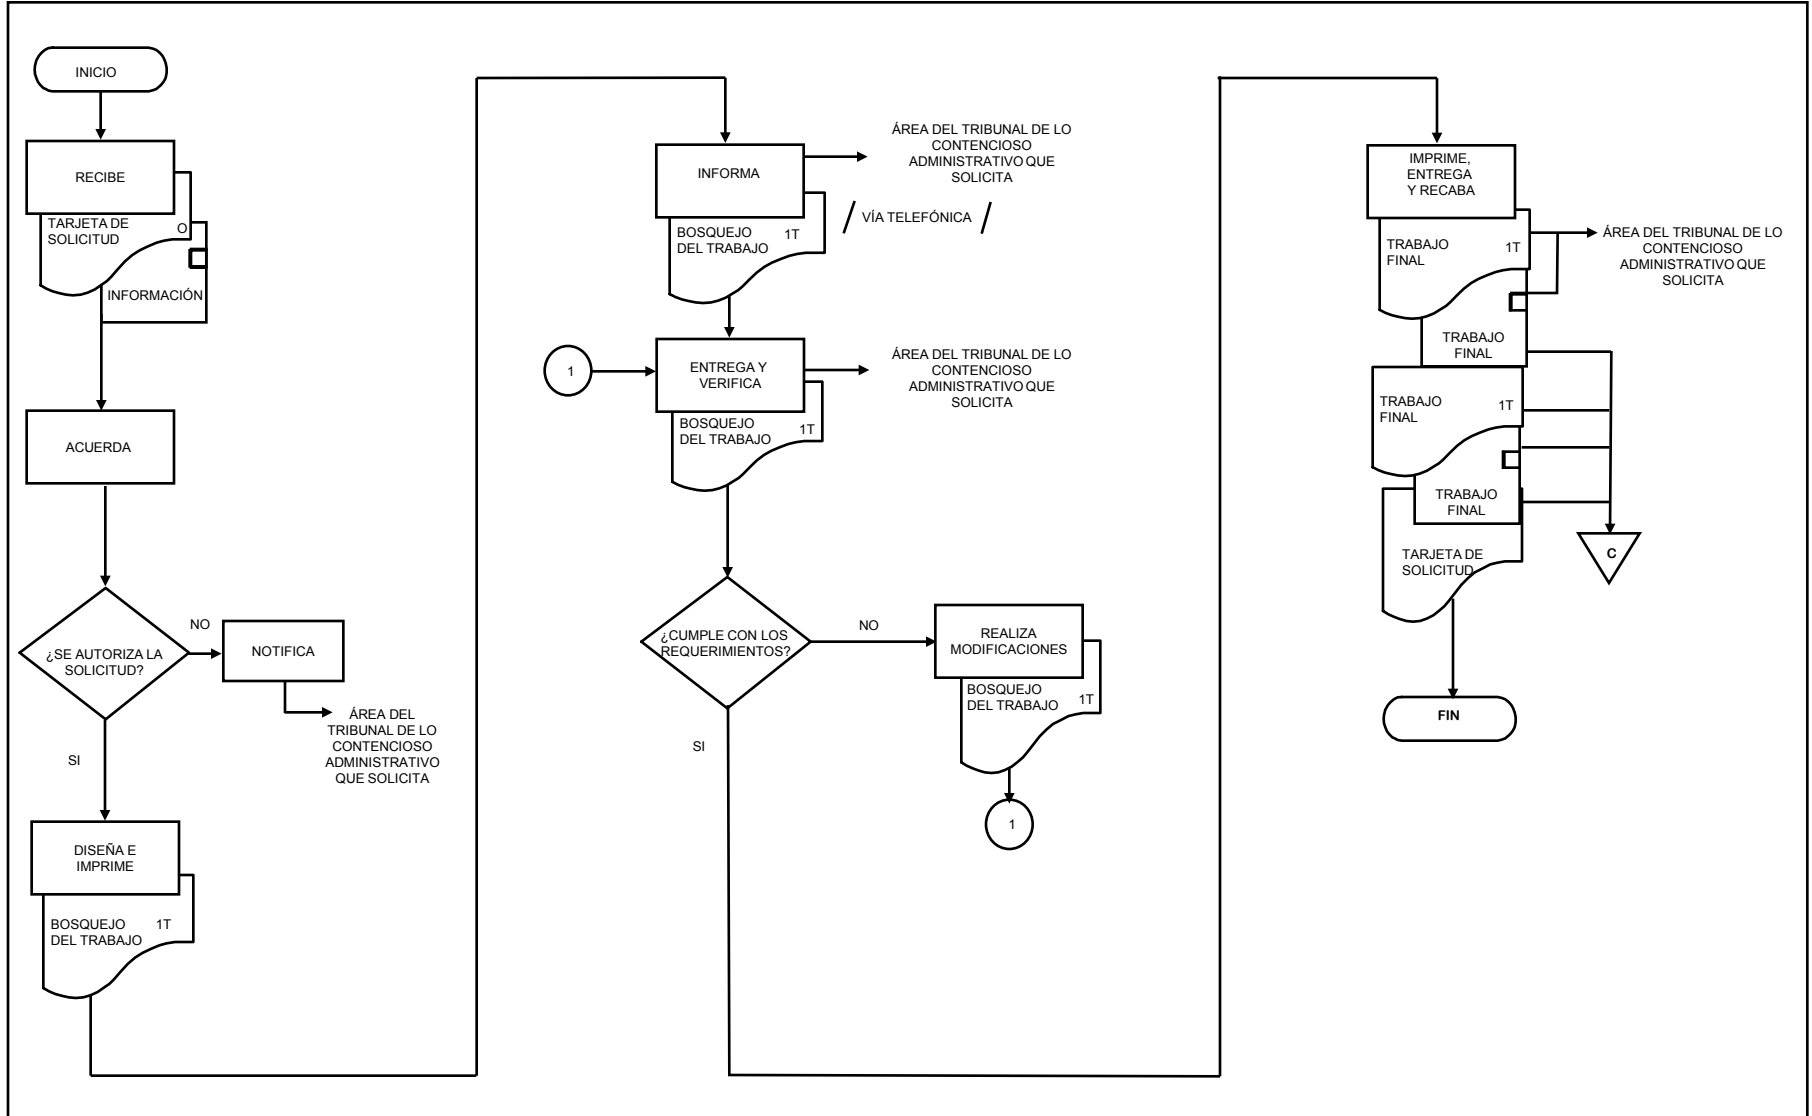 INICIO
RECIBE
TARJETA DE
SOLICITUD
O
INFORMACIÓN
ACUERDA
¿SE AUTORIZA LA
SOLICITUD?
NO
NOTIFICA
ÁREA DEL
TRIBUNAL DE LO
CONTENCIOSO
ADMINISTRATIVO
QUE SOLICITA
SI
DISEÑA E
IMPRIME
BOSQUEJO 1T
DEL TRABAJO
INFORMA
ÁREA DEL TRIBUNAL DE LO
CONTENCIOSO
ADMINISTRATIVO QUE
SOLICITA
/ VÍA TELEFÓNICA /
BOSQUEJO 1T
DEL TRABAJO
1
ENTREGA Y
VERIFICA
ÁREA DEL TRIBUNAL DE LO
CONTENCIOSO
ADMINISTRATIVO QUE
SOLICITA
BOSQUEJO
DEL TRABAJO 1T
¿CUMPLE CON LOS
REQUERIMIENTOS?
NO
REALIZA
MODIFICACIONES
BOSQUEJO
DEL TRABAJO 1T
1
SI
IMPRIME,
ENTREGA
Y RECABA
TRABAJO 1T
FINAL
ÁREA DEL TRIBUNAL DE LO
CONTENCIOSO
ADMINISTRATIVO QUE
SOLICITA
TRABAJO
FINAL
TRABAJO 1T
FINAL
TRABAJO
FINAL
TARJETA DE
SOLICITUD
C
FIN